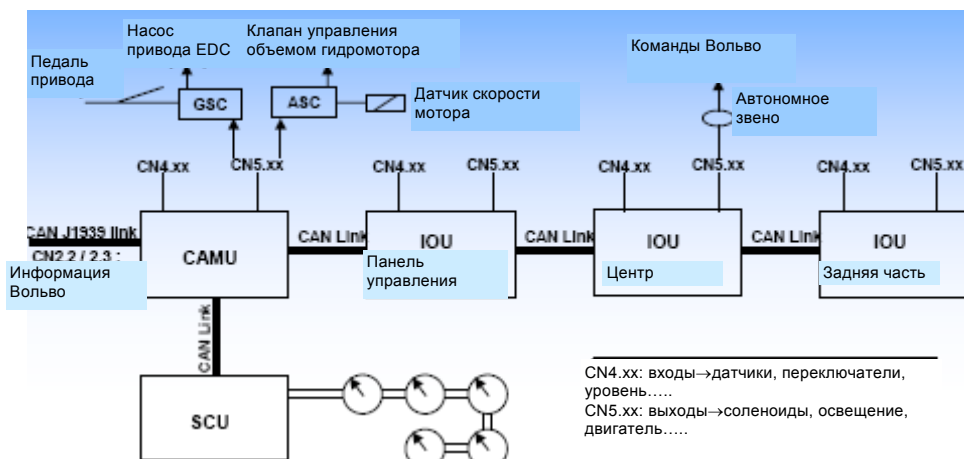 Насос
привода EDC
Клапан управления
объемом гидромотора
Команды Вольво
Педаль
привода
GSC
ASC
Датчик скорости
мотора
Автономное
звено
CN4.xx
CN5.xx
CN4.xx
CN5.xx
CN4.xx
CN5.xx
CN4.xx
CN5.xx
CAN J1939 link
CN2.2 / 2.3 :
Информация
Вольво
CAMU
CAN Link
IOU
Панель
управления
CAN Link
IOU
Центр
CAN Link
IOU
Задняя часть
CAN Link
SCU
CN4.xx: входы→датчики, переключатели,
уровень…..
CN5.xx: выходы→соленоиды, освещение,
двигатель…..